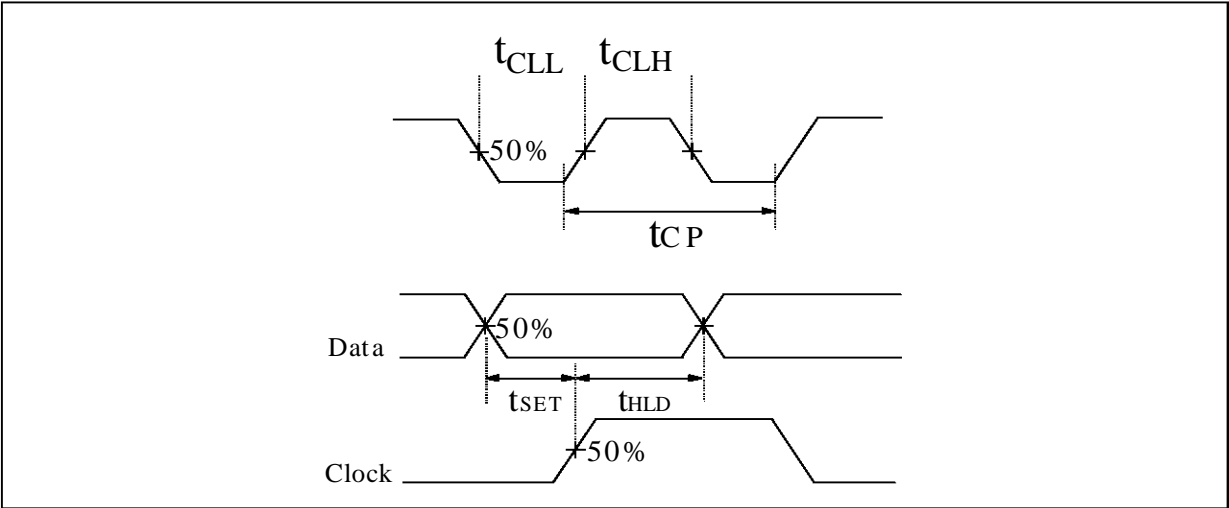 tCLL tCLH
50%
tCP
50%
Data
tSET tHLD
50%
Clock